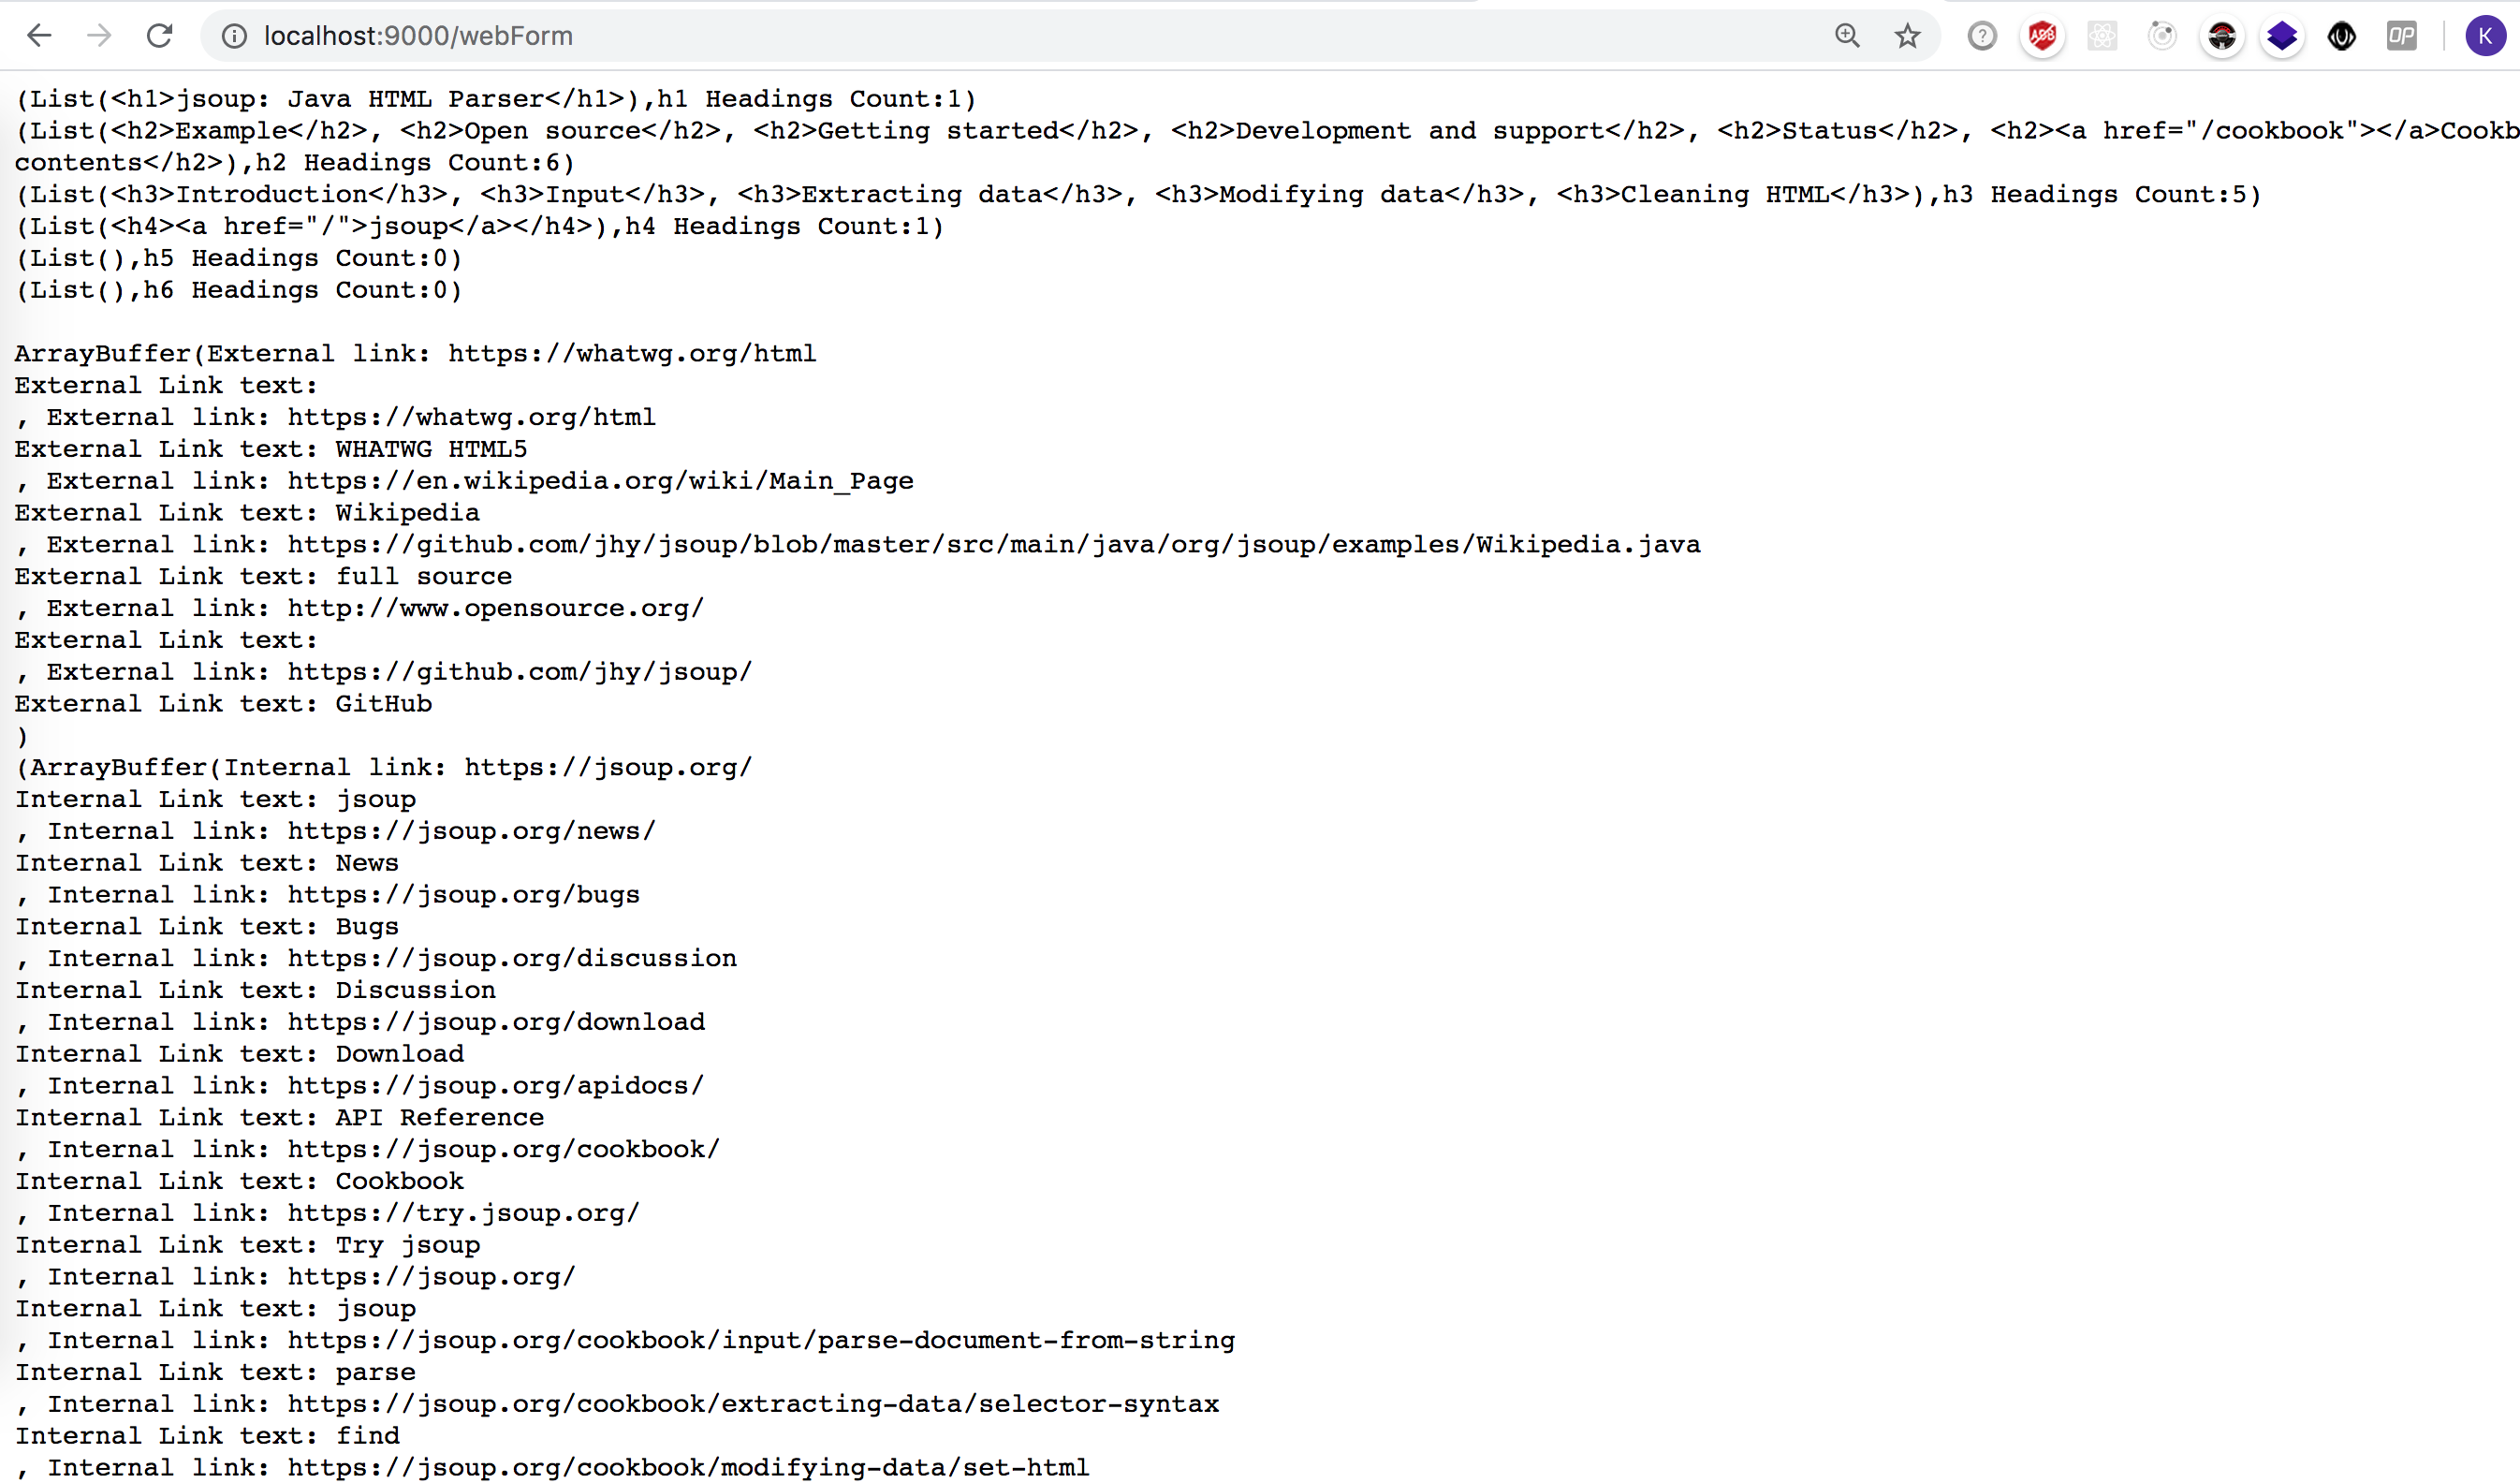 localhost:9000/webForm
ADB
OP
K
(List(<h1>jsoup: Java HTML Parser</h1>),h1 Headings Count:1)
(List(<h2>Example</h2>, <h2>Open source</h2>, <h2>Getting started</h2>, <h2>Development and support</h2>, <h2>Status</h2>, <h2><a href="/cookbook"></a>Cookb
contents</h2>),h2 Headings Count:6)
(List(<h3>Introduction</h3>, <h3>Input</h3>, <h3>Extracting data</h3>, <h3>Modifying data</h3>, <h3>Cleaning HTML</h3>),h3 Headings Count:5)
(List(<h4><a href="/">jsoup</a></h4>),h4 Headings Count:1)
(List(),h5 Headings Count:0)
(List(),h6 Headings Count:0)
ArrayBuffer(External link: https://whatwg.org/html
External Link text:
, External link: https://whatwg.org/html
External Link text: WHATWG HTML5
, External link: https://en.wikipedia.org/wiki/Main_Page
External Link text: Wikipedia
, External link: https://github.com/jhy/jsoup/blob/master/src/main/java/org/jsoup/examples/Wikipedia.java
External Link text: full source
, External link: http://www.opensource.org/
External Link text:
, External link: https://github.com/jhy/jsoup/
External Link text: GitHub
)
(ArrayBuffer(Internal link: https://jsoup.org/
Internal Link text: jsoup
, Internal link: https://jsoup.org/news/
Internal Link text: News
, Internal link: https://jsoup.org/bugs
Internal Link text: Bugs
, Internal link: https://jsoup.org/discussion
Internal Link text: Discussion
, Internal link: https://jsoup.org/download
Internal Link text: Download
, Internal link: https://jsoup.org/apidocs/
Internal Link text: API Reference
, Internal link: https://jsoup.org/cookbook/
Internal Link text: Cookbook
, Internal link: https://try.jsoup.org/
Internal Link text: Try jsoup
, Internal link: https://jsoup.org/
Internal Link text: jsoup
, Internal link: https://jsoup.org/cookbook/input/parse-document-from-string
Internal Link text: parse
, Internal link: https://jsoup.org/cookbook/extracting-data/selector-syntax
Internal Link text: find
, Internal link: https://jsoup.org/cookbook/modifying-data/set-html